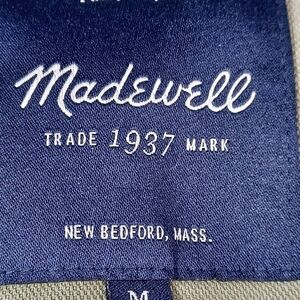 Madewell
TRADE 1937 MARK
NEW BEDFORD, MASS.
M